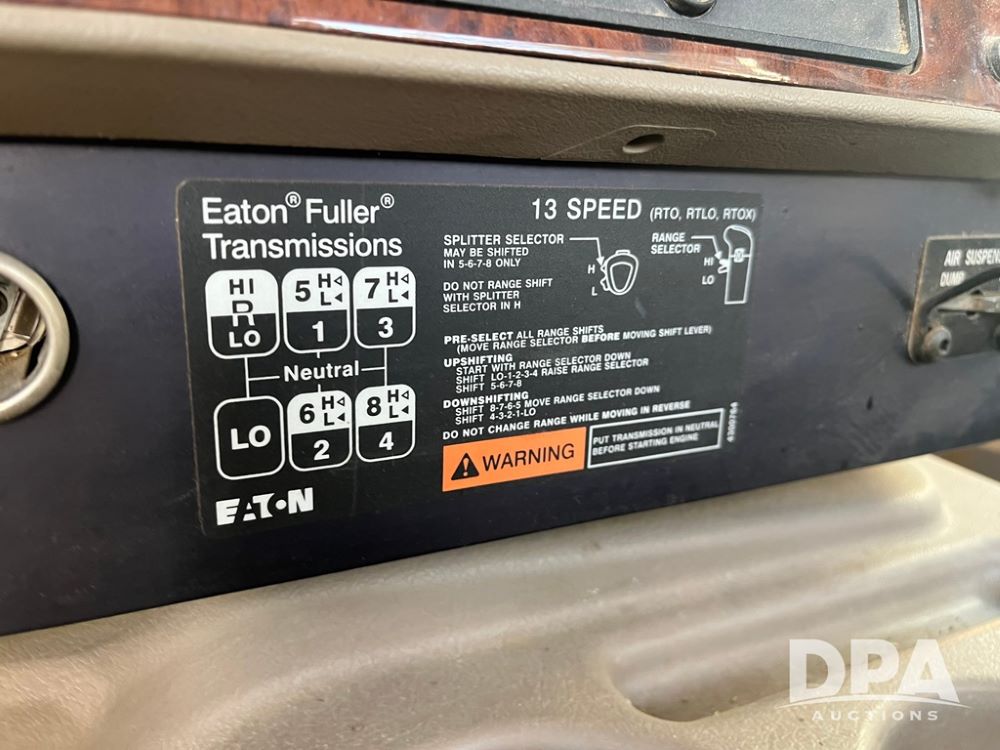 Eaton® Fuller®
Transmissions
13 SPEED (RTO, RTLO, RTOX)
HI
R
LO
5 H
L
1
7 H
L
3
Neutral
LO
6 H
L
2
8 H
L
4
EATON
SPLITTER SELECTOR
MAY BE SHIFTED
IN 5-6-7-8 ONLY
H
L
RANGE
SELECTOR
HI
LO
DO NOT RANGE SHIFT
WITH SPLITTER
SELECTOR IN H
PRE-SELECT ALL RANGE SHIFTS
(MOVE RANGE SELECTOR BEFORE MOVING SHIFT LEVER)
UPSHIFTING
START WITH RANGE SELECTOR DOWN
SHIFT LO-1-2-3-4 RAISE RANGE SELECTOR
SHIFT 5-6-7-8
DOWNSHIFTING
SHIFT 8-7-6-5 MOVE RANGE SELECTOR DOWN
SHIFT 4-3-2-1-LO
DO NOT CHANGE RANGE WHILE MOVING IN REVERSE
WARNING
PUT TRANSMISSION IN NEUTRAL
BEFORE STARTING ENGINE
4300764
AIR SUSPENS
DUMP
DPA
AUCTIONS